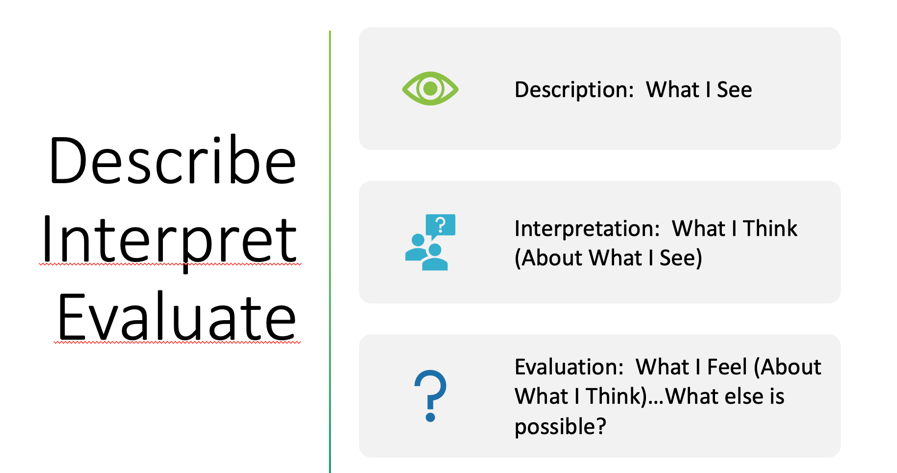 Describe
Interpret
Evaluate
Description:  What I See
?
Interpretation:  What I Think
(About What I See)
?
Evaluation:  What I Feel (About
What I Think)...What else is
possible?